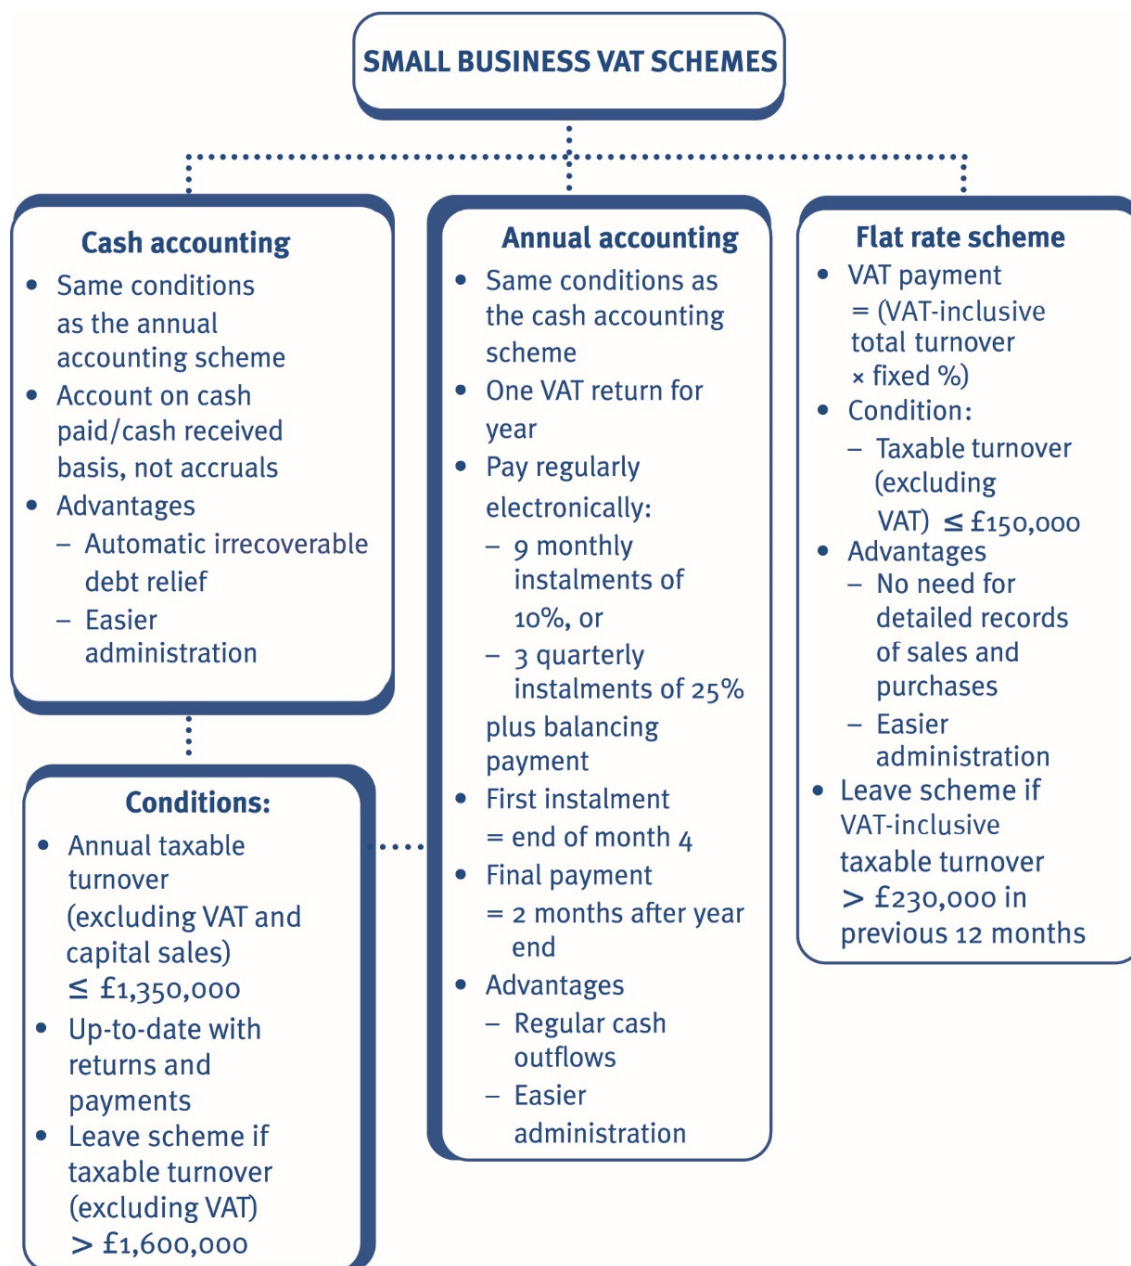 SMALL BUSINESS VAT SCHEMES
Cash accounting
• Same conditions
as the annual
accounting scheme
• Account on cash
paid/cash received
basis, not accruals
• Advantages
– Automatic irrecoverable
debt relief
– Easier
administration
Conditions:
• Annual taxable
turnover
(excluding VAT and
capital sales)
≤ £1,350,000
• Up-to-date with
returns and
payments
• Leave scheme if
taxable turnover
(excluding VAT)
> £1,600,000
Annual accounting
• Same conditions as
the cash accounting
scheme
• One VAT return for
year
• Pay regularly
electronically:
– 9 monthly
instalments of
10%, or
– 3 quarterly
instalments of 25%
plus balancing
payment
• First instalment
= end of month 4
• Final payment
= 2 months after year
end
• Advantages
– Regular cash
outflows
– Easier
administration
Flat rate scheme
• VAT payment
= (VAT-inclusive
total turnover
× fixed %)
• Condition:
– Taxable turnover
(excluding
VAT) ≤ £150,000
• Advantages
– No need for
detailed records
of sales and
purchases
– Easier
administration
• Leave scheme if
VAT-inclusive
taxable turnover
> £230,000 in
previous 12 months